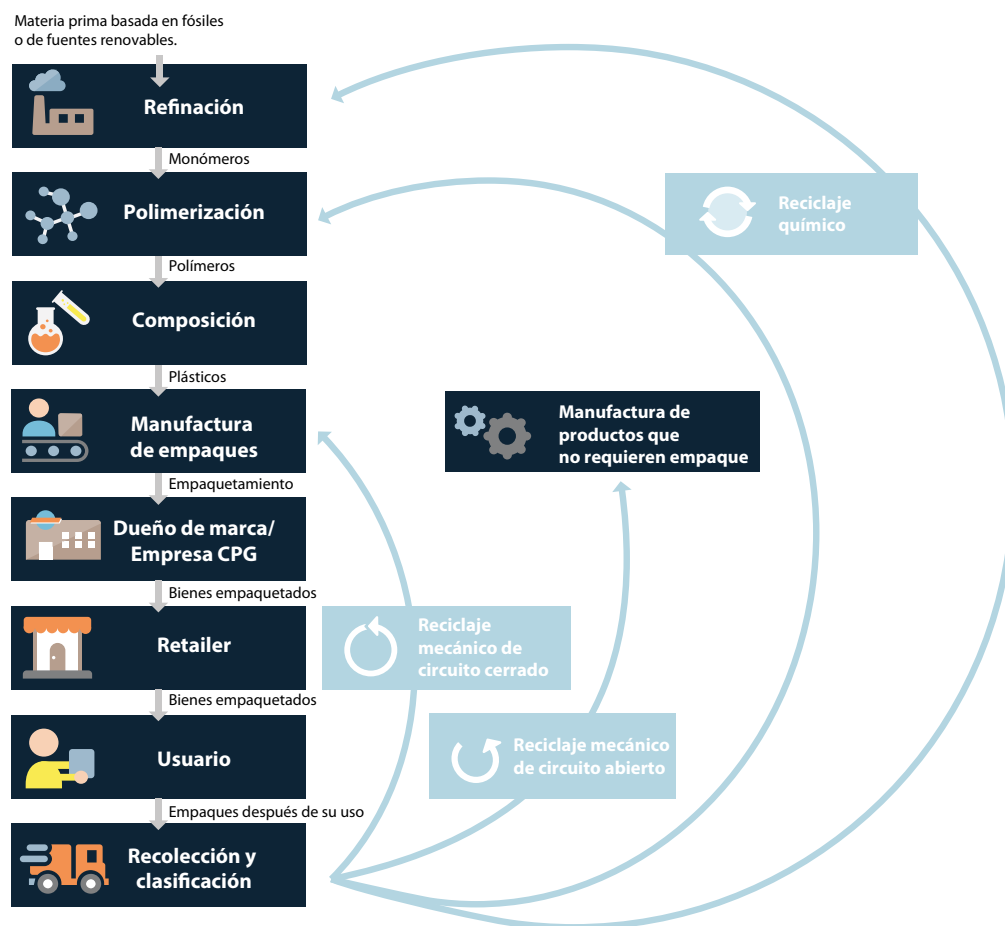 Materia prima basada en fósiles
o de fuentes renovables.
Refinación
Monómeros
Polimerización
Polímeros
Composición
Plásticos
Manufactura
de empaques
Empaquetamiento
Dueño de marca/
Empresa CPG
Bienes empaquetados
Retailer
Bienes empaquetados
Usuario
Empaques después de su uso
Recolección y
clasificación
Reciclaje
químico
Manufactura de
productos que
no requieren empaque
Reciclaje
mecánico de
circuito cerrado
Reciclaje mecánico
de circuito abierto